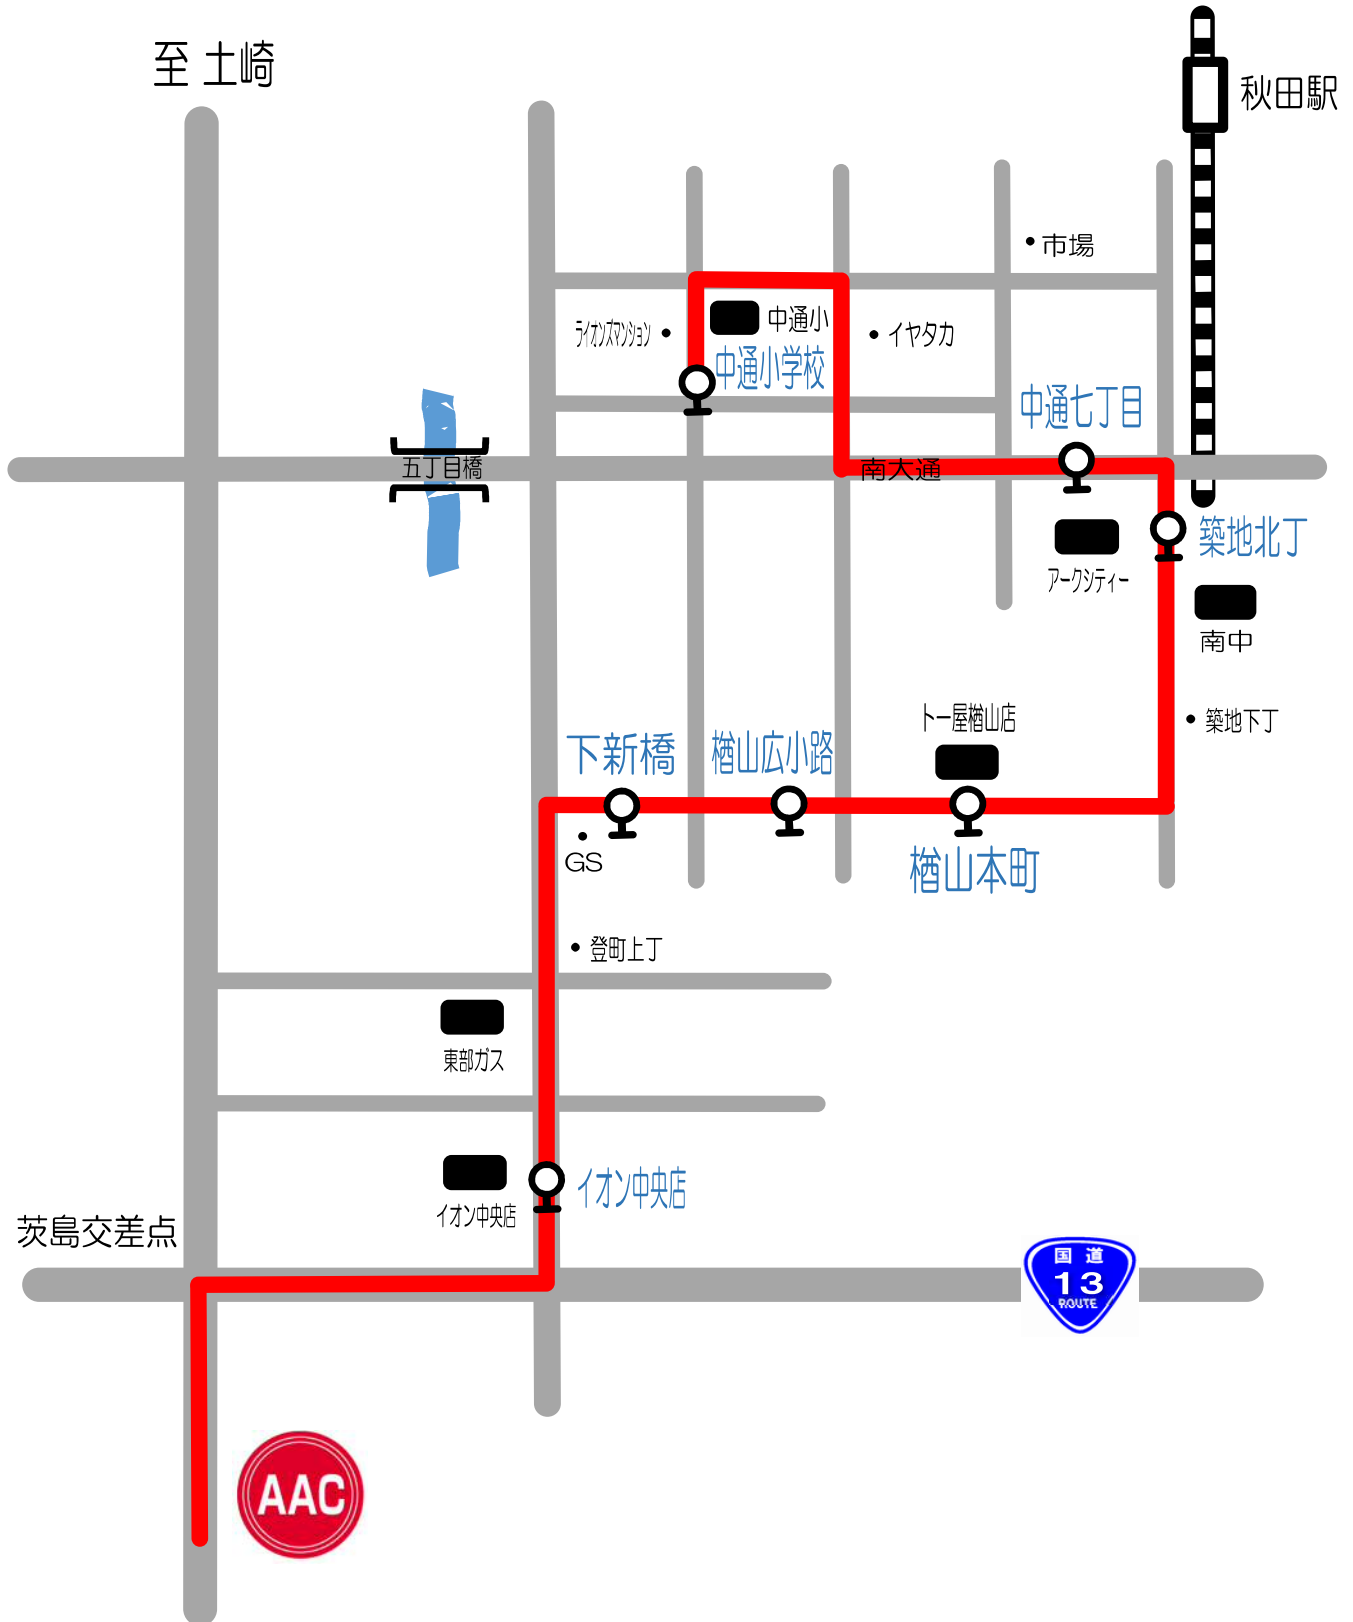 至 土崎
秋田駅
市場
ライオンズマンション
中通小
イヤタカ
中通小学校
中通七丁目
五丁目橋
南大通
築地北丁
アークシティー
南中
トー屋楢山店
築地下丁
下新橋
楢山広小路
GS
楢山本町
登町上丁
東部ガス
イオン中央店
イオン中央店
茨島交差点
国道
13
ROUTE
AAC